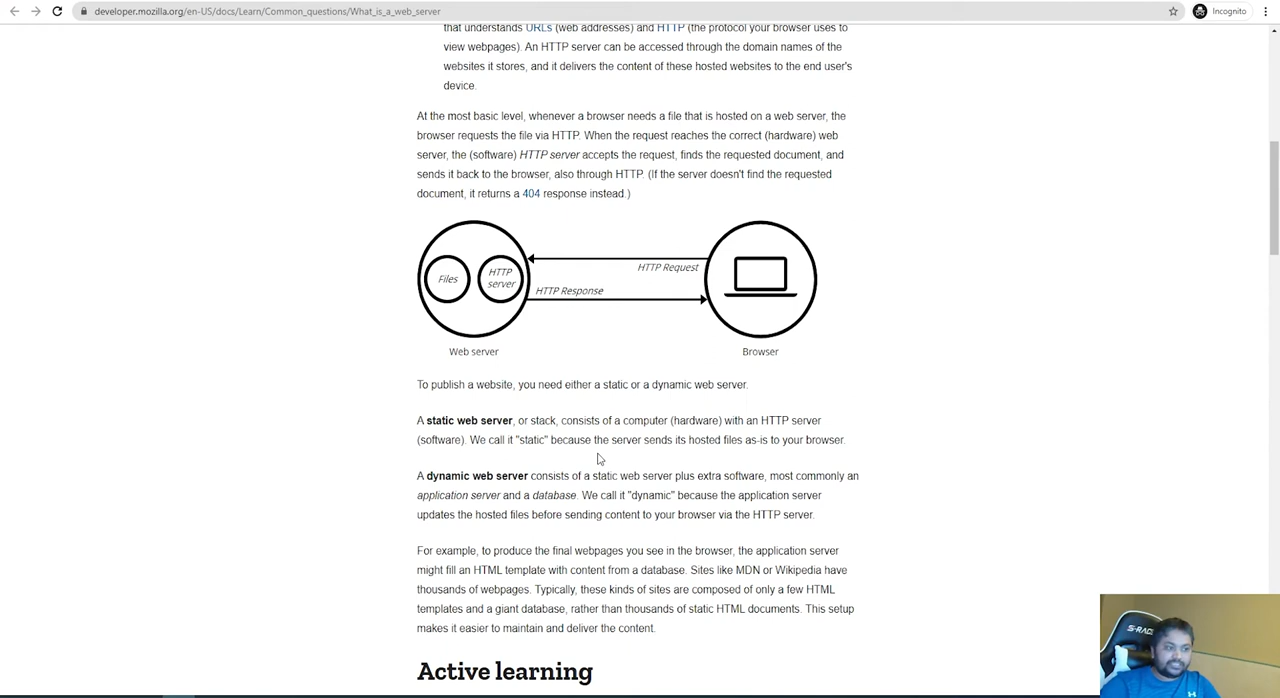 developer.mozilla.org/en-US/docs/Learn/Common_questions/What_is_a_web_server
Incognito
that understands URLs (web addresses) and HTTP (the protocol your browser uses to
view webpages). An HTTP server can be accessed through the domain names of the
websites it stores, and it delivers the content of these hosted websites to the end user's
device.
At the most basic level, whenever a browser needs a file that is hosted on a web server, the
browser requests the file via HTTP. When the request reaches the correct (hardware) web
server, the (software) HTTP server accepts the request, finds the requested document, and
sends it back to the browser, also through HTTP. (If the server doesn't find the requested
document, it returns a 404 response instead.)
Files
HTTP
server
HTTP Request
HTTP Response
Web server
Browser
To publish a website, you need either a static or a dynamic web server.
A static web server, or stack, consists of a computer (hardware) with an HTTP server
(software). We call it "static" because the server sends its hosted files as-is to your browser.
A dynamic web server consists of a static web server plus extra software, most commonly an
application server and a database. We call it "dynamic" because the application server
updates the hosted files before sending content to your browser via the HTTP server.
For example, to produce the final webpages you see in the browser, the application server
might fill an HTML template with content from a database. Sites like MDN or Wikipedia have
thousands of webpages. Typically, these kinds of sites are composed of only a few HTML
templates and a giant database, rather than thousands of static HTML documents. This setup
makes it easier to maintain and deliver the content.
Active learning